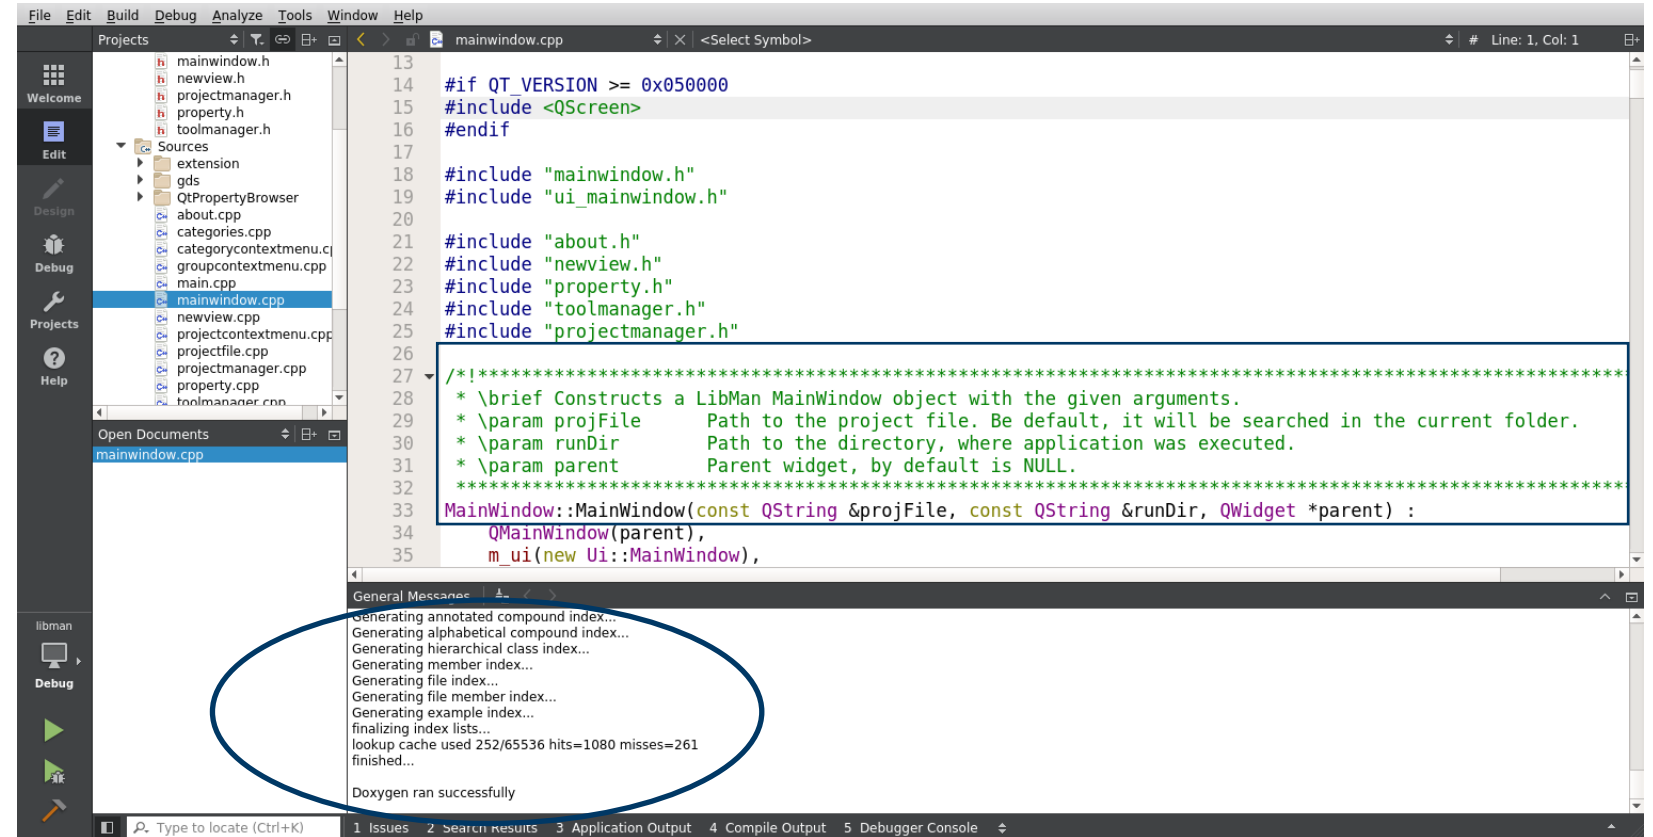 File Edit Build Debug Analyze Tools Window Help
Projects
mainwindow.cpp
<Select Symbol>
# Line: 1, Col: 1
Welcome
Edit
Design
Debug
Projects
Help
libman
Debug
mainwindow.h
newview.h
projectmanager.h
property.h
toolmanager.h
Sources
extension
gds
QtPropertyBrowser
about.cpp
categories.cpp
categorycontextmenu.c
groupcontextmenu.cpp
main.cpp
mainwindow.cpp
newview.cpp
projectcontextmenu.cpp
projectfile.cpp
projectmanager.cpp
property.cpp
toolmanager.cpp
Open Documents
mainwindow.cpp
13
14 #if QT_VERSION >= 0x050000
15 #include <QScreen>
16 #endif
17
18 #include "mainwindow.h"
19 #include "ui_mainwindow.h"
20
21 #include "about.h"
22 #include "newview.h"
23 #include "property.h"
24 #include "toolmanager.h"
25 #include "projectmanager.h"
26
27 /*!**********************************************************************************************************
28 * \brief Constructs a LibMan MainWindow object with the given arguments.
29 * \param projFile Path to the project file. Be default, it will be searched in the current folder.
30 * \param runDir Path to the directory, where application was executed.
31 * \param parent Parent widget, by default is NULL.
32 ************************************************************************************************************
33 MainWindow::MainWindow(const QString &projFile, const QString &runDir, QWidget *parent) :
34 QMainWindow(parent),
35 m_ui(new Ui::MainWindow),
General Messages
Generating annotated compound index...
Generating alphabetical compound index...
Generating hierarchical class index...
Generating member index...
Generating file index...
Generating file member index...
Generating example index...
finalizing index lists...
lookup cache used 252/65536 hits=1080 misses=261
finished...
Doxygen ran successfully
Type to locate (Ctrl+K)
1 Issues 2 Search Results 3 Application Output 4 Compile Output 5 Debugger Console